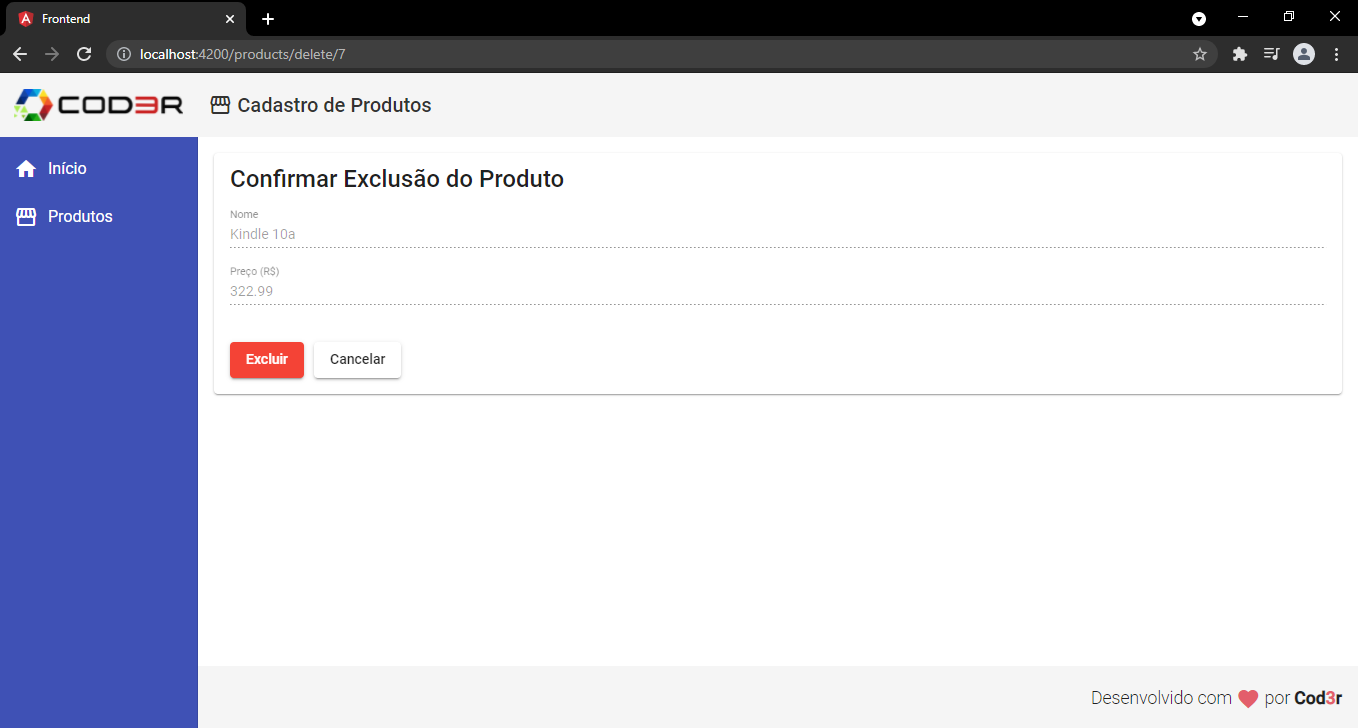 Frontend
localhost:4200/products/delete/7
COD3R
Cadastro de Produtos
Início
Produtos
Confirmar Exclusão do Produto
Nome
Kindle 10a
Preço (R$)
322.99
Excluir
Cancelar
Desenvolvido com por Cod3r